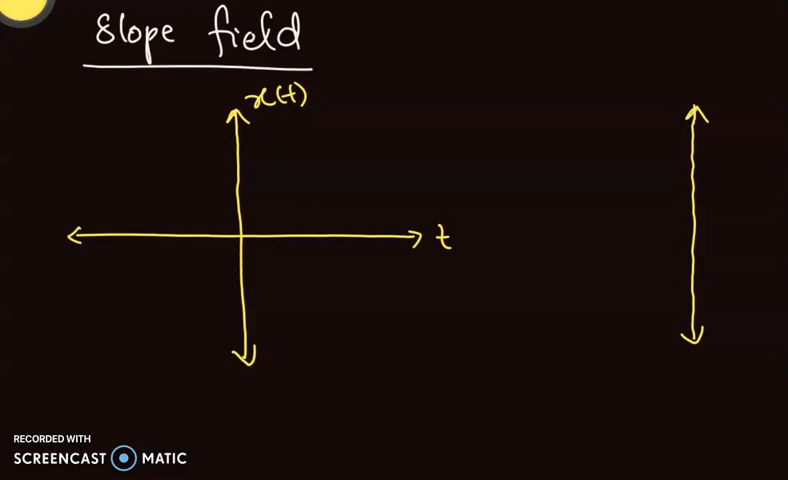 Slope field
x(t)
t
RECORDED WITH
SCREENCAST MATIC